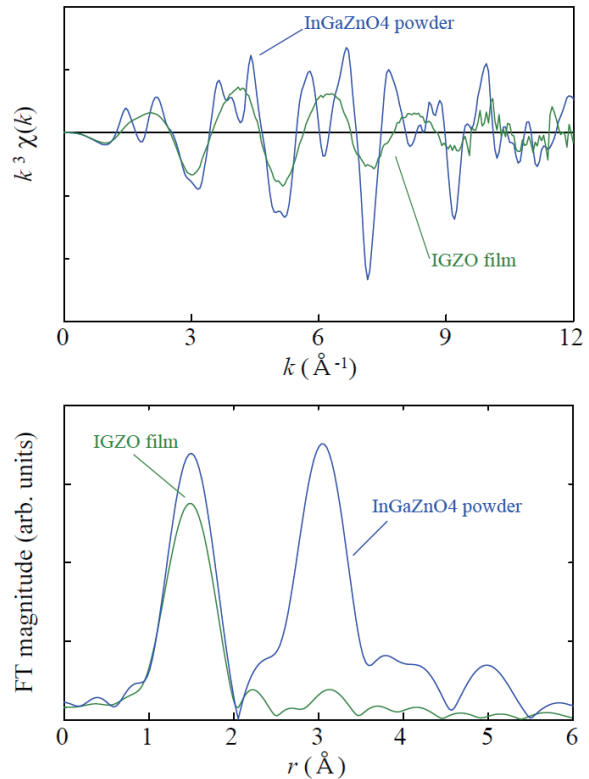 InGaZnO4 powder
k ³ χ(k)
IGZO film
0 3 6 9 12
k ( Å⁻¹)
IGZO film
InGaZnO4 powder
FT magnitude (arb. units)
0 1 2 3 4 5 6
r ( Å)